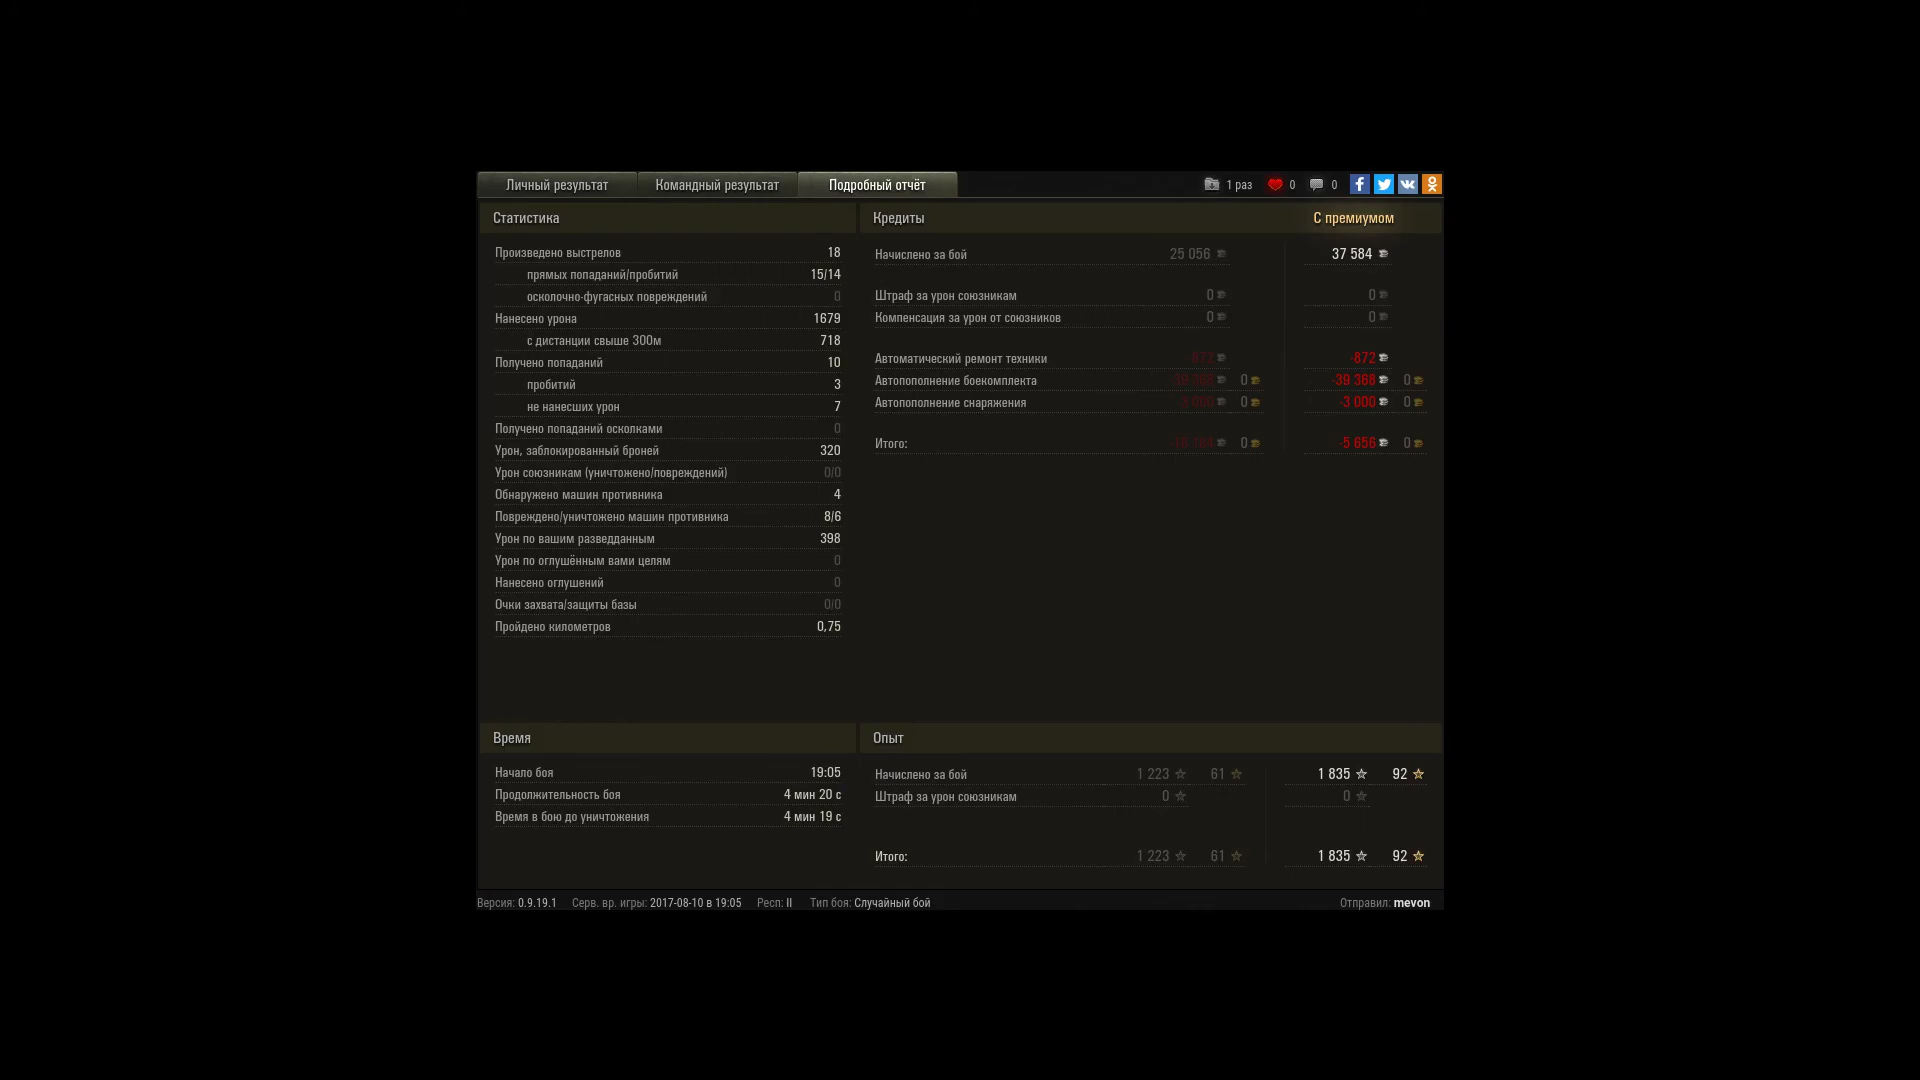 Личный результат Командный результат Подробный отчёт 1 раз 0 0
Статистика
Произведено выстрелов 18
прямых попаданий/пробитий 15/14
осколочно-фугасных повреждений 0
Нанесено урона 1679
с дистанции свыше 300м 718
Получено попаданий 10
пробитий 3
не нанесших урон 7
Получено попаданий осколками 0
Урон, заблокированный броней 320
Урон союзникам (уничтожено/повреждений) 0/0
Обнаружено машин противника 4
Повреждено/уничтожено машин противника 8/6
Урон по вашим разведданным 398
Урон по оглушённым вами целям 0
Нанесено оглушений 0
Очки захвата/защиты базы 0/0
Пройдено километров 0,75
Кредиты С премиумом
Начислено за бой 25 056 37 584
Штраф за урон союзникам 0 0
Компенсация за урон от союзников 0 0
Автоматический ремонт техники -872 -872
Автопополнение боекомплекта -39 368 0 -39 368 0
Автопополнение снаряжения -3 000 0 -3 000 0
Итого: -18 184 0 -5 656 0
Время
Начало боя 19:05
Продолжительность боя 4 мин 20 с
Время в бою до уничтожения 4 мин 19 с
Опыт
Начислено за бой 1 223 61 1 835 92
Штраф за урон союзникам 0 0
Итого: 1 223 61 1 835 92
Версия: 0.9.19.1 Серв. вр. игры: 2017-08-10 в 19:05 Респ: II Тип боя: Случайный бой Отправил: mevon